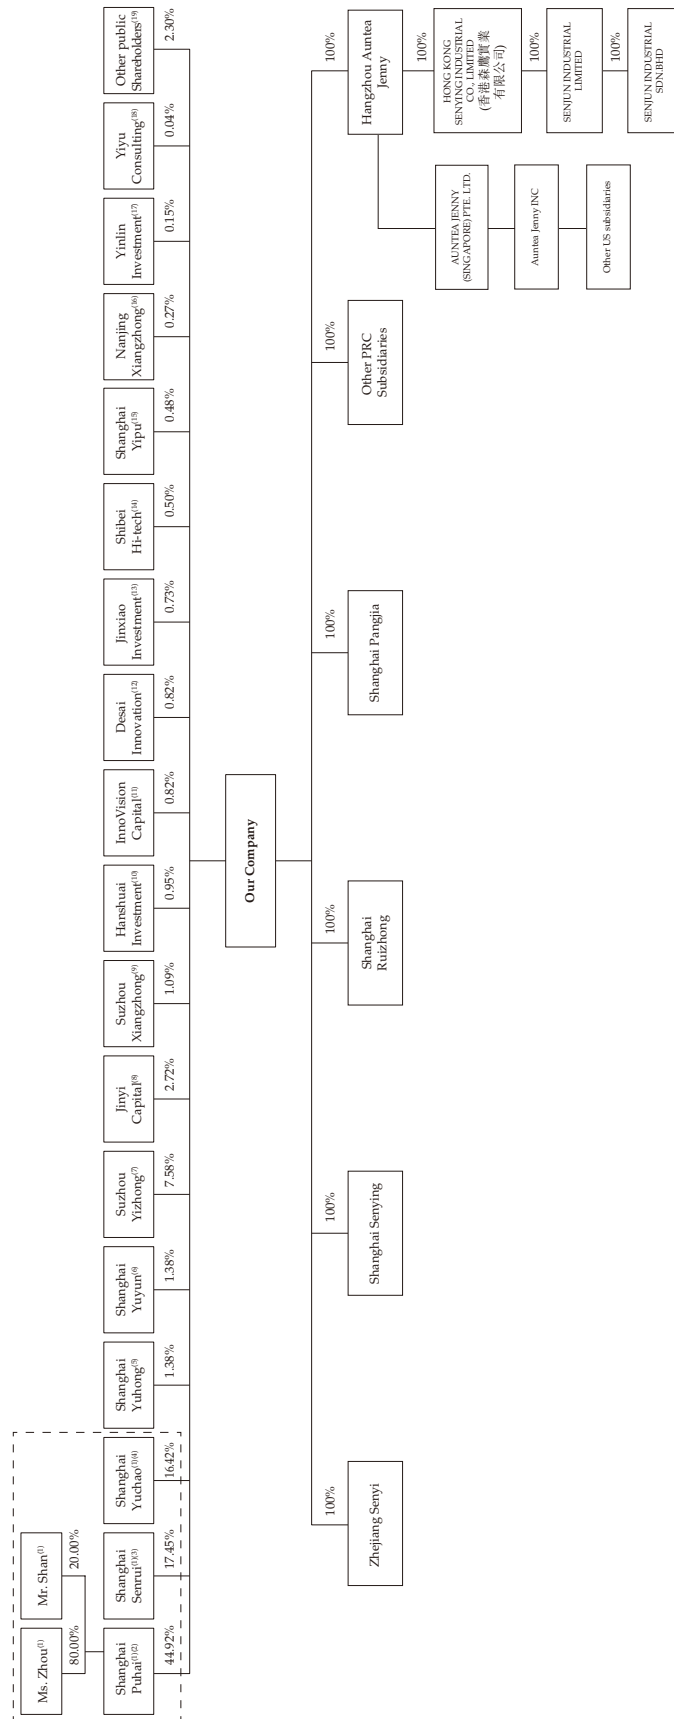 Ms. Zhou(1)
Mr. Shan(1)
80.00%
20.00%
Shanghai
Puhai(1)(2)
Shanghai
Senrui(1)(3)
Shanghai
Yuchao(1)(4)
Shanghai
Yuhong(5)
Shanghai
Yuyun(6)
Suzhou
Yizhong(7)
Jinyi
Capital(8)
Suzhou
Xiangzhong(9)
Hanshuai
Investment(10)
InnoVision
Capital(11)
Desai
Innovation(12)
Jinxiao
Investment(13)
Shibei
Hi-tech(14)
Shanghai
Yipu(15)
Nanjing
Xiangzhong(16)
Yinlin
Investment(17)
Yiyu
Consulting(18)
Other public
Shareholders(19)
44.92%
17.45%
16.42%
1.38%
1.38%
7.58%
2.72%
1.09%
0.95%
0.82%
0.82%
0.73%
0.50%
0.48%
0.27%
0.15%
0.04%
2.30%
Our Company
100%
100%
100%
100%
100%
100%
Zhejiang Senyi
Shanghai Senying
Shanghai
Ruizhong
Shanghai Pangjia
Other PRC
Subsidiaries
Hangzhou Auntea
Jenny
100%
AUNTEA JENNY
(SINGAPORE) PTE. LTD.
HONG KONG
SENYING INDUSTRIAL
CO., LIMITED
(香港森鷹實業
有限公司)
100%
Auntea Jenny INC
SENJUN INDUSTRIAL
LIMITED
100%
Other US subsidiaries
SENJUN INDUSTRIAL
SDN.BHD